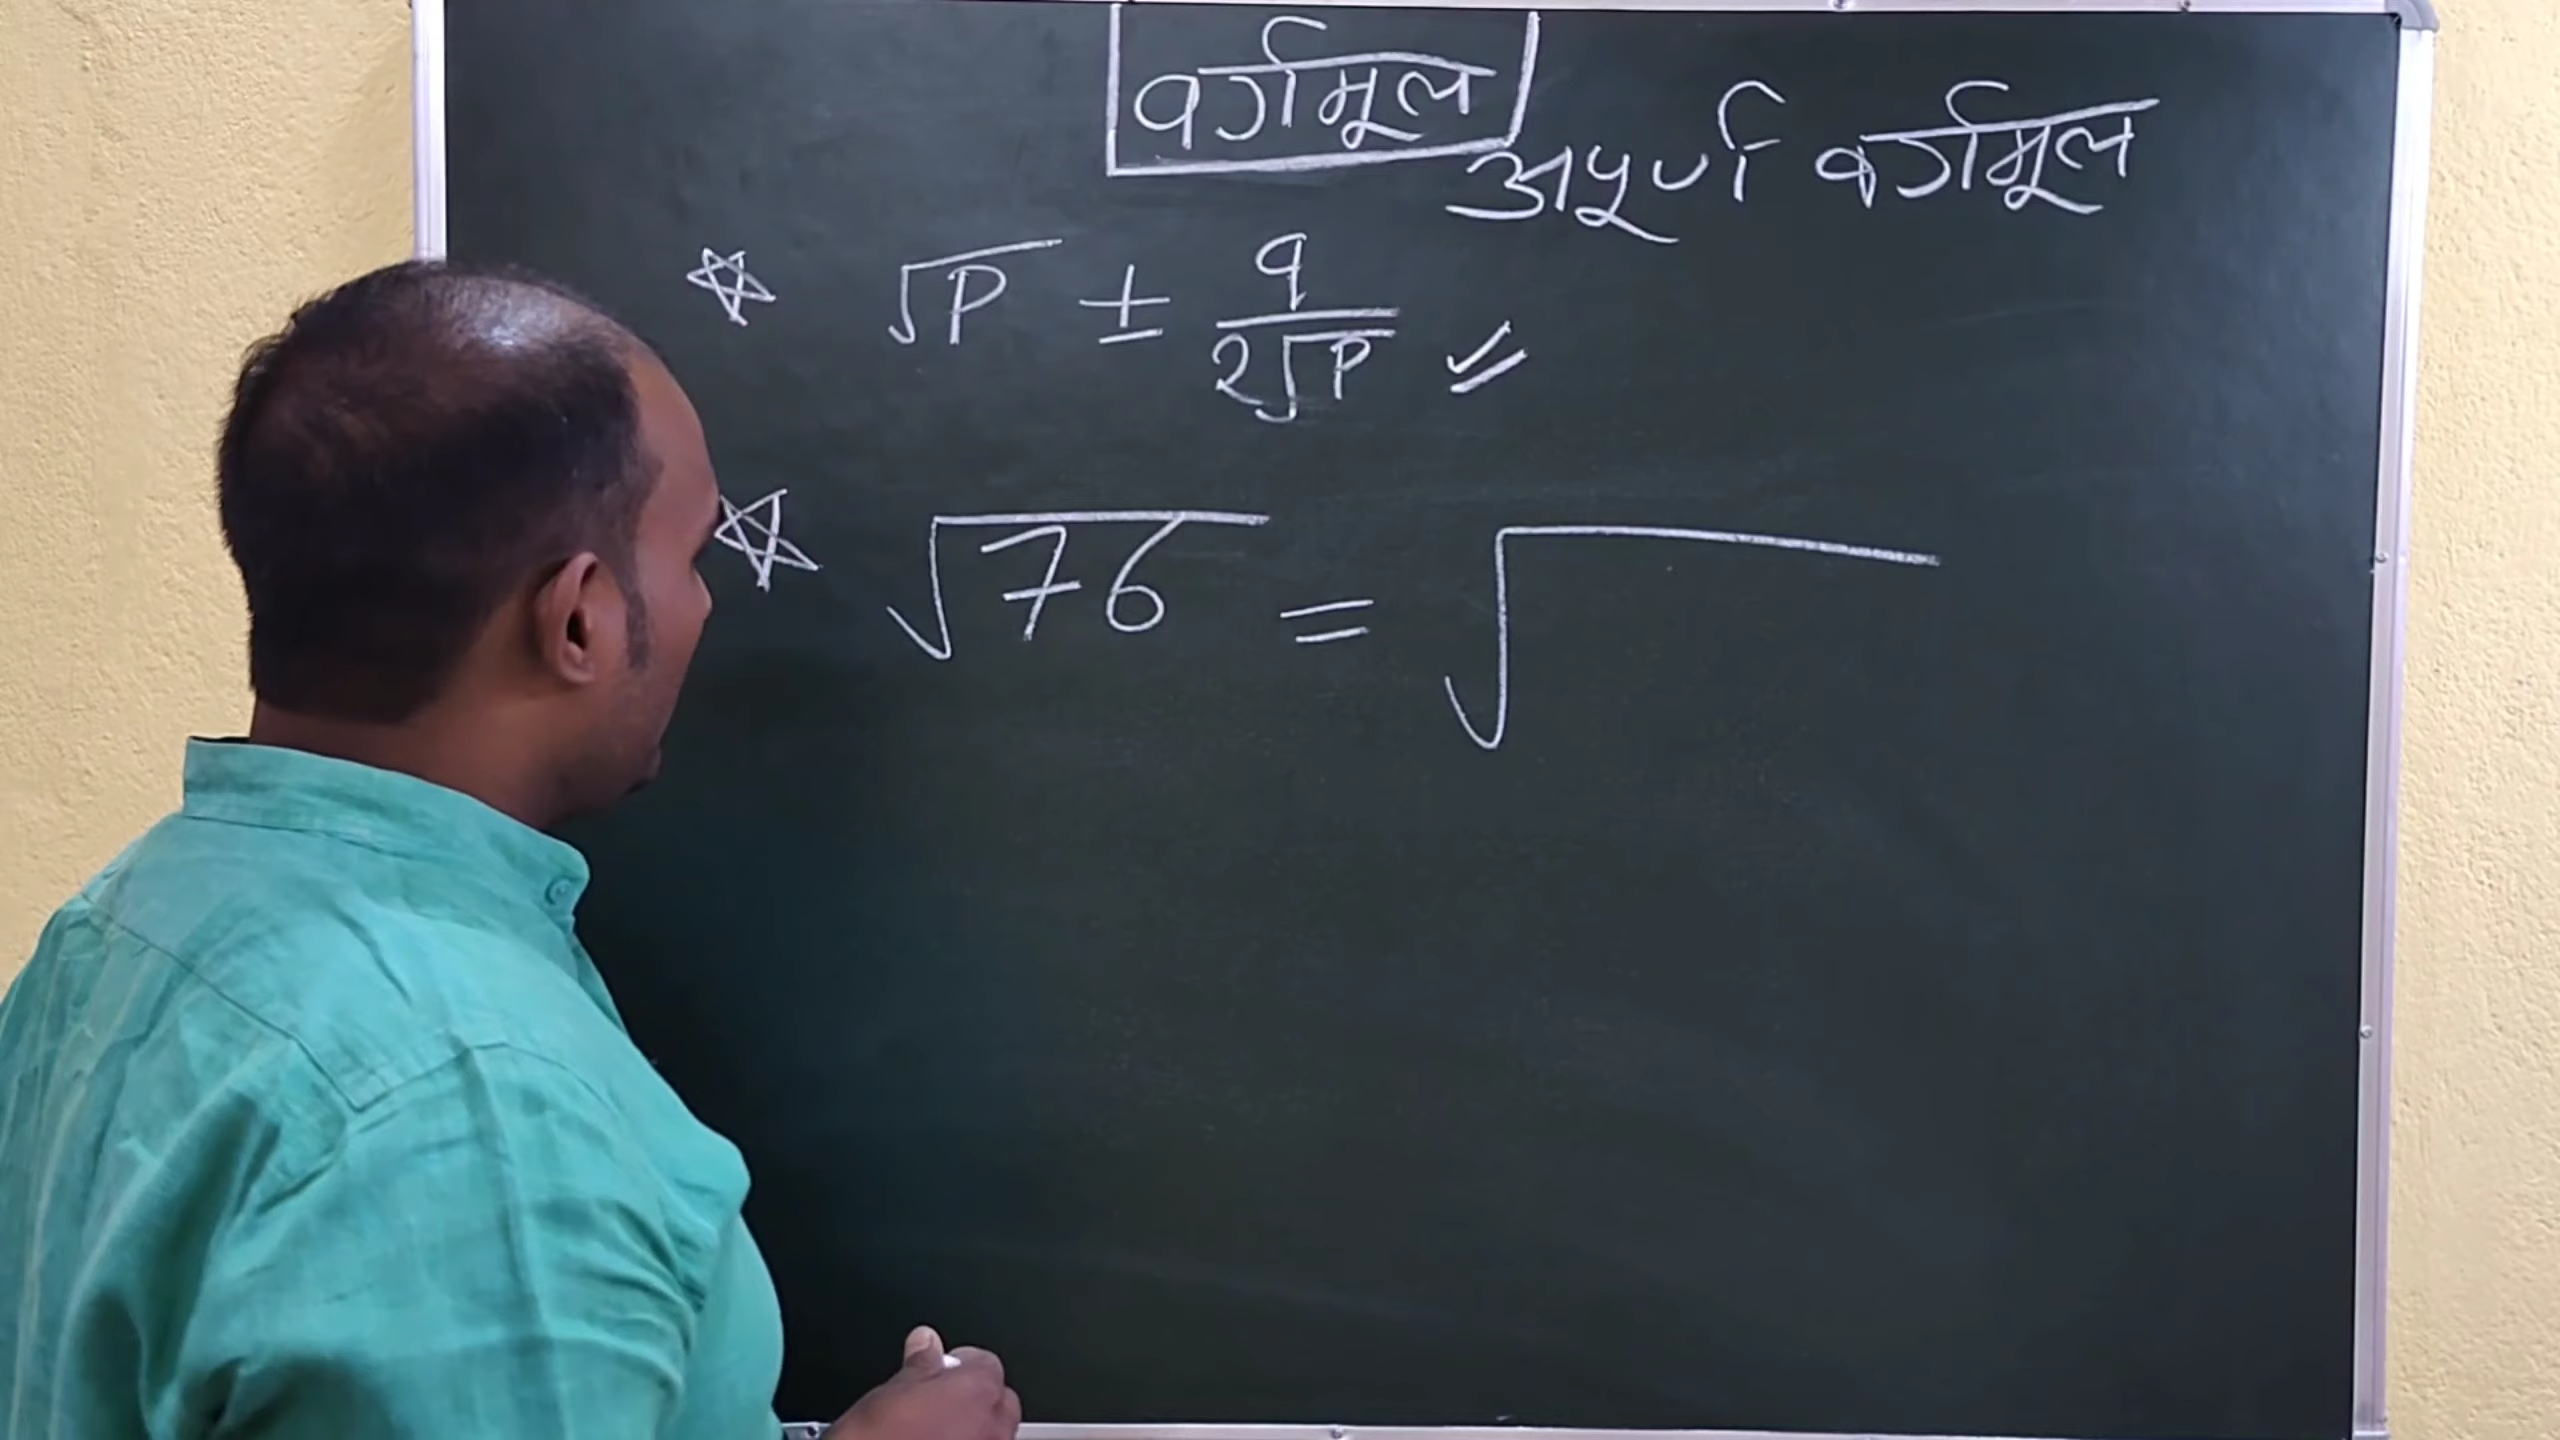 वर्गमूल
अपूर्ण वर्गमूल
☆ √P ± q/2√P ✓
☆ √76 = √